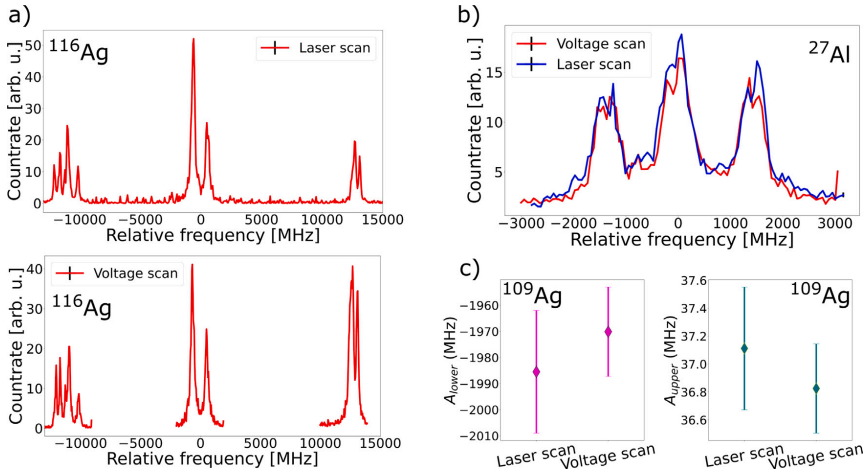 a)
116Ag
Laser scan
Countrate [arb. u.]
50
40
30
20
10
0
−10000 −5000 0 5000 10000 15000
Relative frequency [MHz]
Voltage scan
116Ag
Countrate [arb. u.]
40
30
20
10
0
−10000 −5000 0 5000 10000 15000
Relative frequency [MHz]
b)
Voltage scan
Laser scan
27Al
Countrate [arb. u.]
15
10
5
−3000 −2000 −1000 0 1000 2000 3000
Relative frequency [MHz]
c)
109Ag
A_lower (MHz)
−1960
−1970
−1980
−1990
−2000
−2010
Laser scan Voltage scan
109Ag
A_upper (MHz)
37.6
37.4
37.2
37.0
36.8
36.6
Laser scan Voltage scan